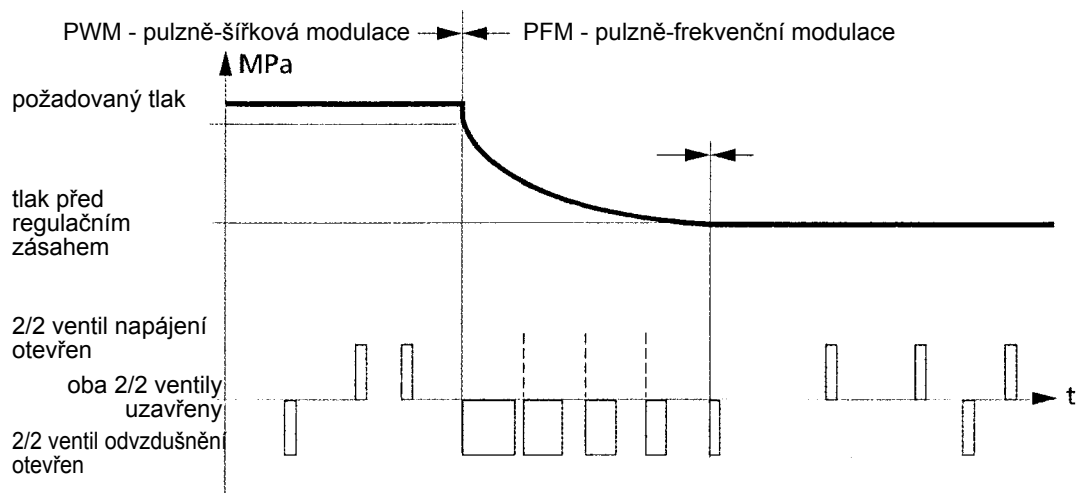 PWM - pulzně-šířková modulace
PFM - pulzně-frekvenční modulace
MPa
požadovaný tlak
tlak před
regulačním
zásahem
2/2 ventil napájení
otevřen
oba 2/2 ventily
uzavřeny
t
2/2 ventil odvzdušnění
otevřen